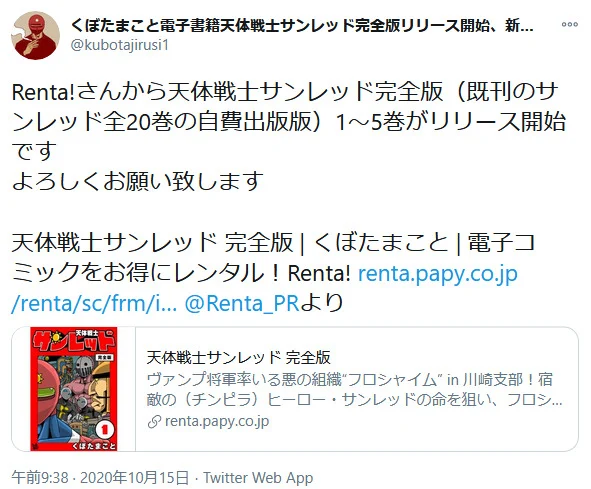 くぼたまこと電子書籍天体戦士サンレッド完全版リリース開始、新...
@kubotajirusi1
Renta!さんから天体戦士サンレッド完全版（既刊のサ
ンレッド全20巻の自費出版版）1～5巻がリリース開始
です
よろしくお願い致します
天体戦士サンレッド 完全版 | くぼたまこと | 電子コ
ミックをお得にレンタル！Renta! renta.papy.co.jp
/renta/sc/frm/i... @Renta_PRより
天体戦士
サンレッド
完全版
1
くぼたまこと
天体戦士サンレッド 完全版
ヴァンプ将軍率いる悪の組織“フロシャイム” in 川崎支部！宿
敵の（チンピラ）ヒーロー・サンレッドの命を狙い、フロシ...
renta.papy.co.jp
午前9:38 · 2020年10月15日 · Twitter Web App